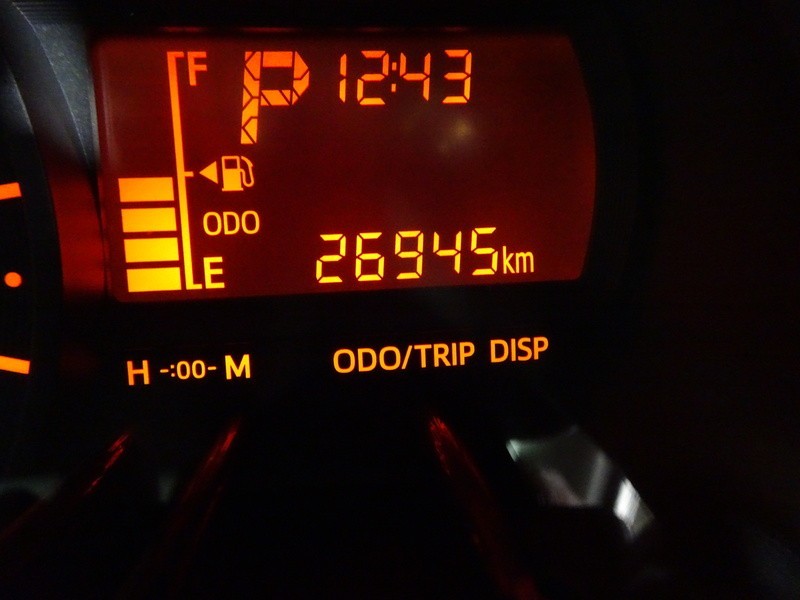 F P 12:43
ODO
E 26945km
H -:00- M ODO/TRIP DISP